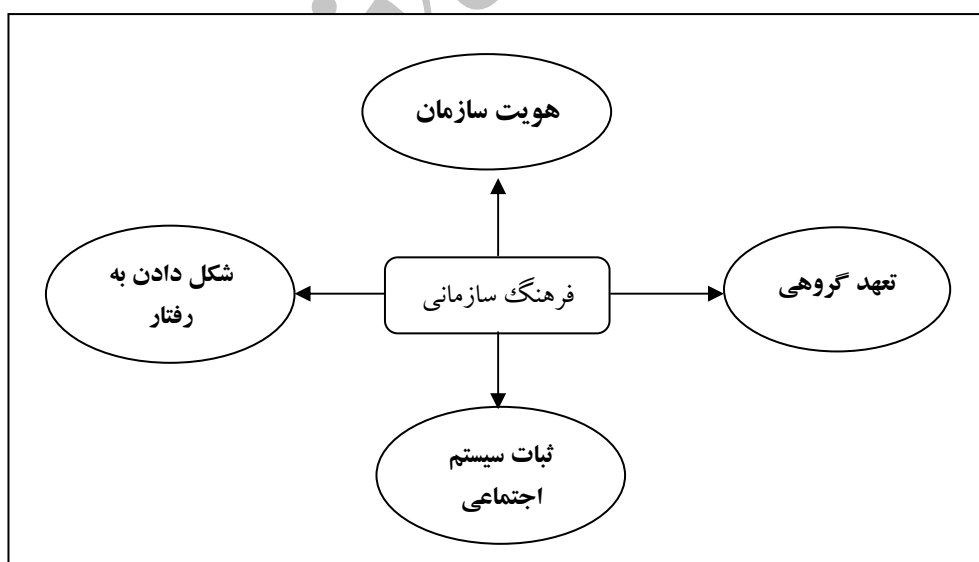 هویت سازمان
شکل دادن به
رفتار
فرهنگ سازمانی
تعهد گروهی
ثبات سیستم
اجتماعی